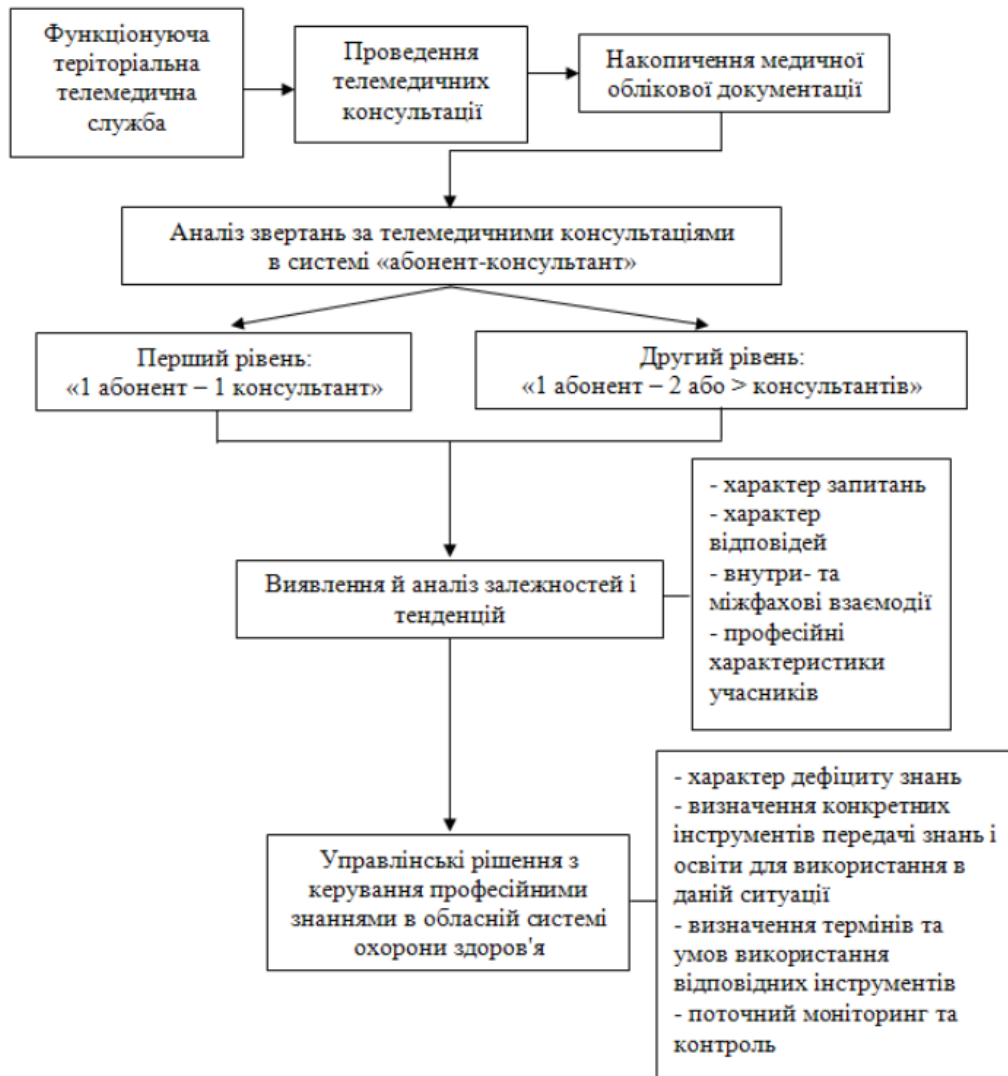 Функціонуюча
теріторіальна
телемедична
служба
Проведення
телемедичних
консультації
Накопичення медичної
облікової документації
Аналіз звертань за телемедичними консультаціями
в системі «абонент-консультант»
Перший рівень:
«1 абонент – 1 консультант»
Другий рівень:
«1 абонент – 2 або > консультантів»
- характер запитань
- характер
відповідей
- внутри- та
міжфахові взаємодії
- професійні
характеристики
учасників
Виявлення й аналіз залежностей і
тенденцій
- характер дефіциту знань
- визначення конкретних
інструментів передачі знань і
освіти для використання в
даній ситуації
- визначення термінів та
умов використання
відповідних інструментів
- поточний моніторинг та
контроль
Управлінські рішення з
керування професійними
знаннями в обласній системі
охорони здоров'я